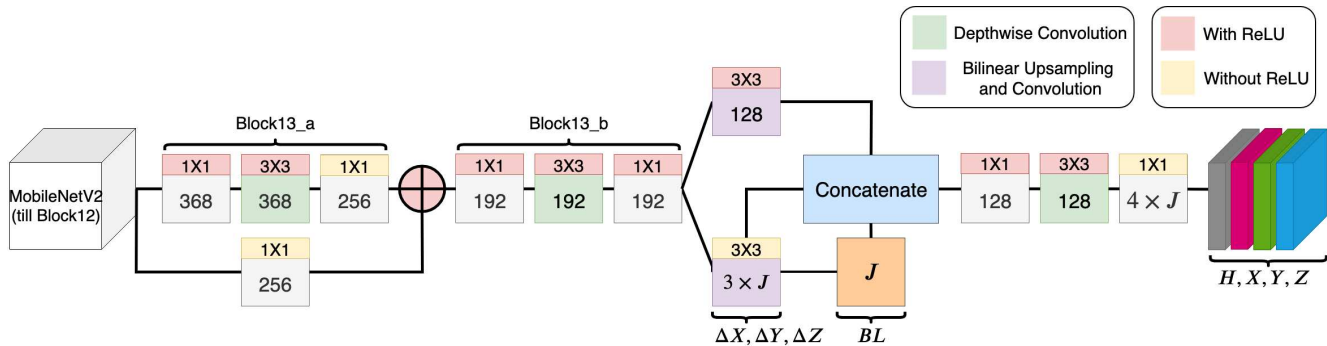 Depthwise Convolution
Bilinear Upsampling
and Convolution
With ReLU
Without ReLU
MobileNetV2
(till Block12)
Block13_a
1X1
368
3X3
368
1X1
256
1X1
256
Block13_b
1X1
192
3X3
192
1X1
192
3X3
128
3X3
3 × J
ΔX, ΔY, ΔZ
Concatenate
J
BL
1X1
128
3X3
128
1X1
4 × J
H, X, Y, Z